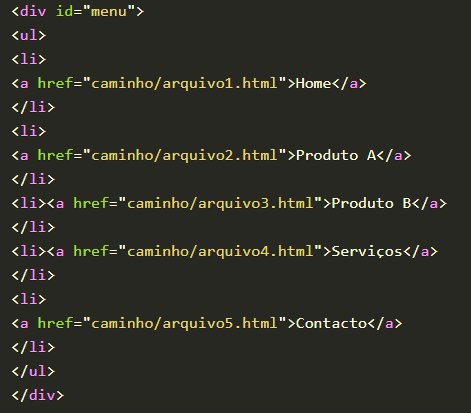 <div id="menu">
<ul>
<li>
<a href="caminho/arquivo1.html">Home</a>
</li>
<li>
<a href="caminho/arquivo2.html">Produto A</a>
</li>
<li><a href="caminho/arquivo3.html">Produto B</a>
</li>
<li><a href="caminho/arquivo4.html">Serviços</a>
</li>
<li>
<a href="caminho/arquivo5.html">Contacto</a>
</li>
</ul>
</div>